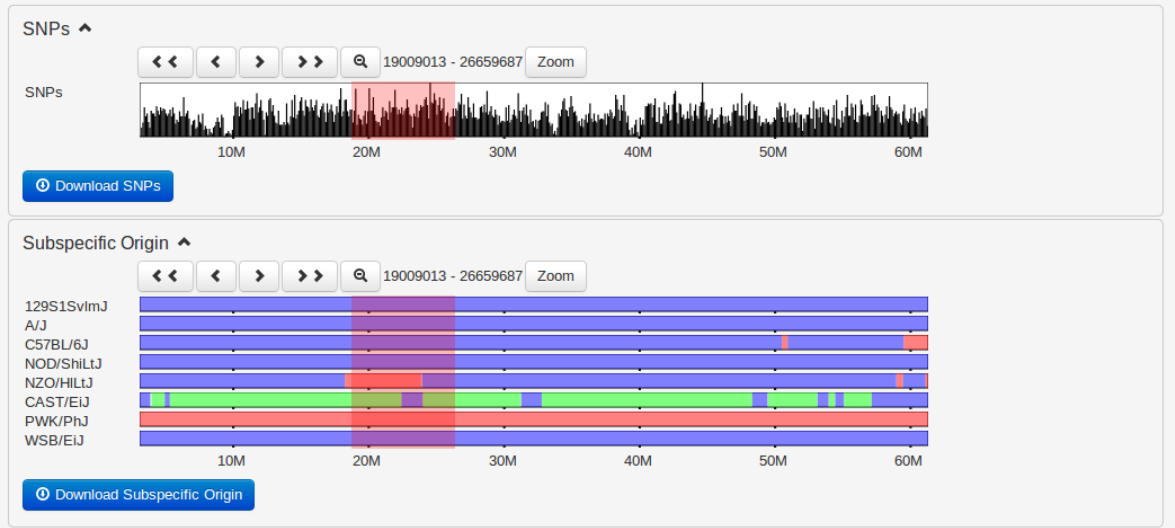 SNPs
19009013 - 26659687 Zoom
SNPs
10M 20M 30M 40M 50M 60M
Download SNPs
Subspecific Origin
19009013 - 26659687 Zoom
129S1SvImJ
A/J
C57BL/6J
NOD/ShiLtJ
NZO/HILtJ
CAST/EiJ
PWK/PhJ
WSB/EiJ
10M 20M 30M 40M 50M 60M
Download Subspecific Origin